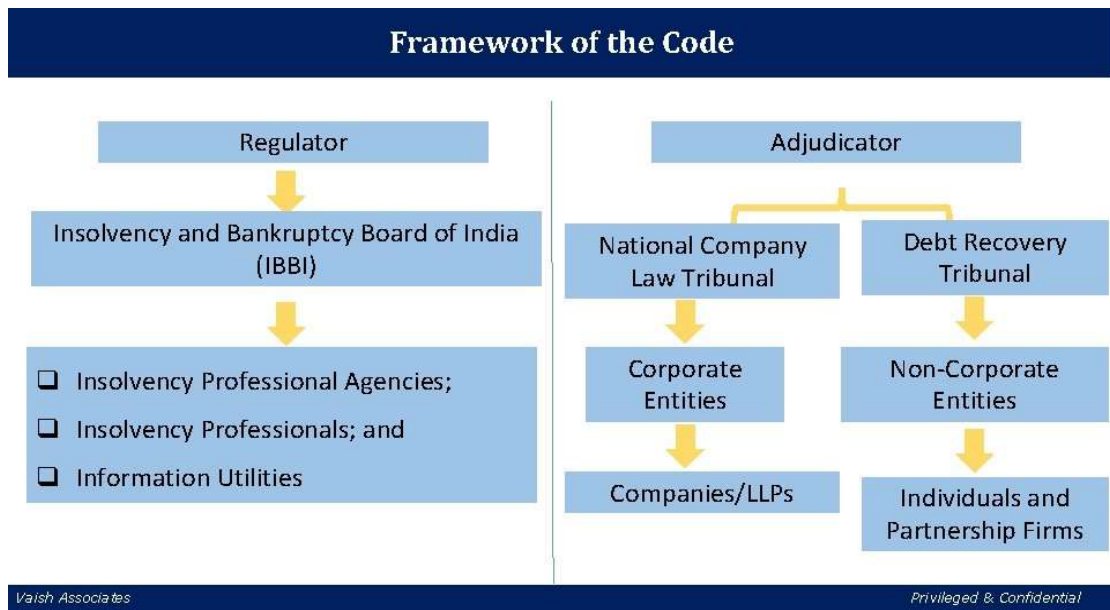 Framework of the Code
Regulator
Insolvency and Bankruptcy Board of India
(IBBI)
Insolvency Professional Agencies;
Insolvency Professionals; and
Information Utilities
Adjudicator
National Company
Law Tribunal
Corporate
Entities
Companies/LLPs
Debt Recovery
Tribunal
Non-Corporate
Entities
Individuals and
Partnership Firms
Vaish Associates
Privileged & Confidential